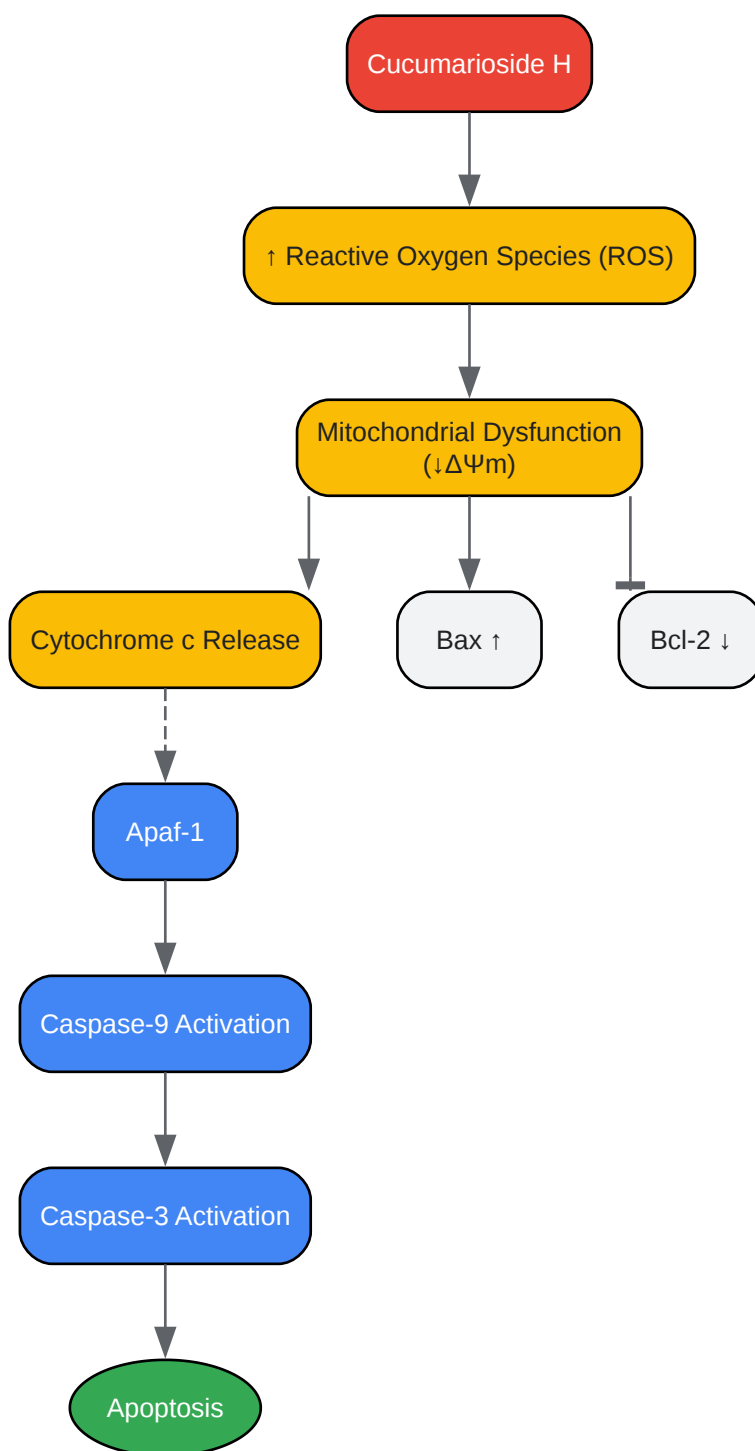 Cucumarioside H
↑ Reactive Oxygen Species (ROS)
Mitochondrial Dysfunction
(↓ΔΨm)
Cytochrome c Release
Bax ↑
Bcl-2 ↓
Apaf-1
Caspase-9 Activation
Caspase-3 Activation
Apoptosis